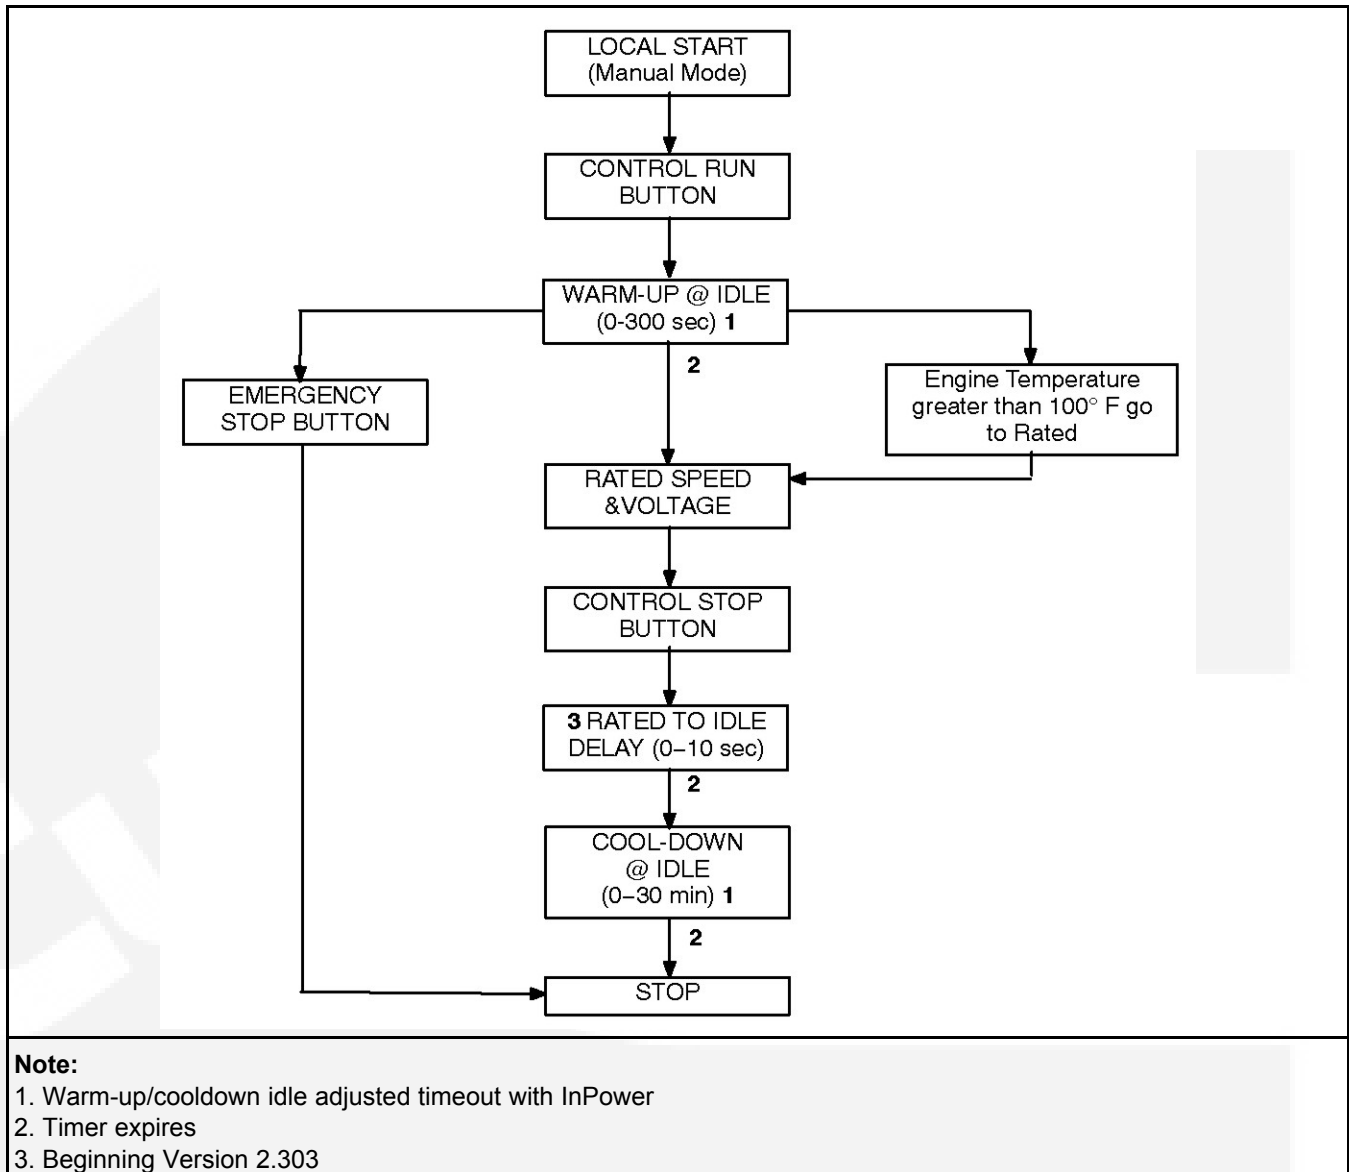 LOCAL START
(Manual Mode)
CONTROL RUN
BUTTON
WARM-UP @ IDLE
(0-300 sec) 1
2
EMERGENCY
STOP BUTTON
Engine Temperature
greater than 100° F go
to Rated
RATED SPEED
&VOLTAGE
CONTROL STOP
BUTTON
3 RATED TO IDLE
DELAY (0–10 sec)
2
COOL-DOWN
@ IDLE
(0–30 min) 1
2
STOP
Note:
1. Warm-up/cooldown idle adjusted timeout with InPower
2. Timer expires
3. Beginning Version 2.303